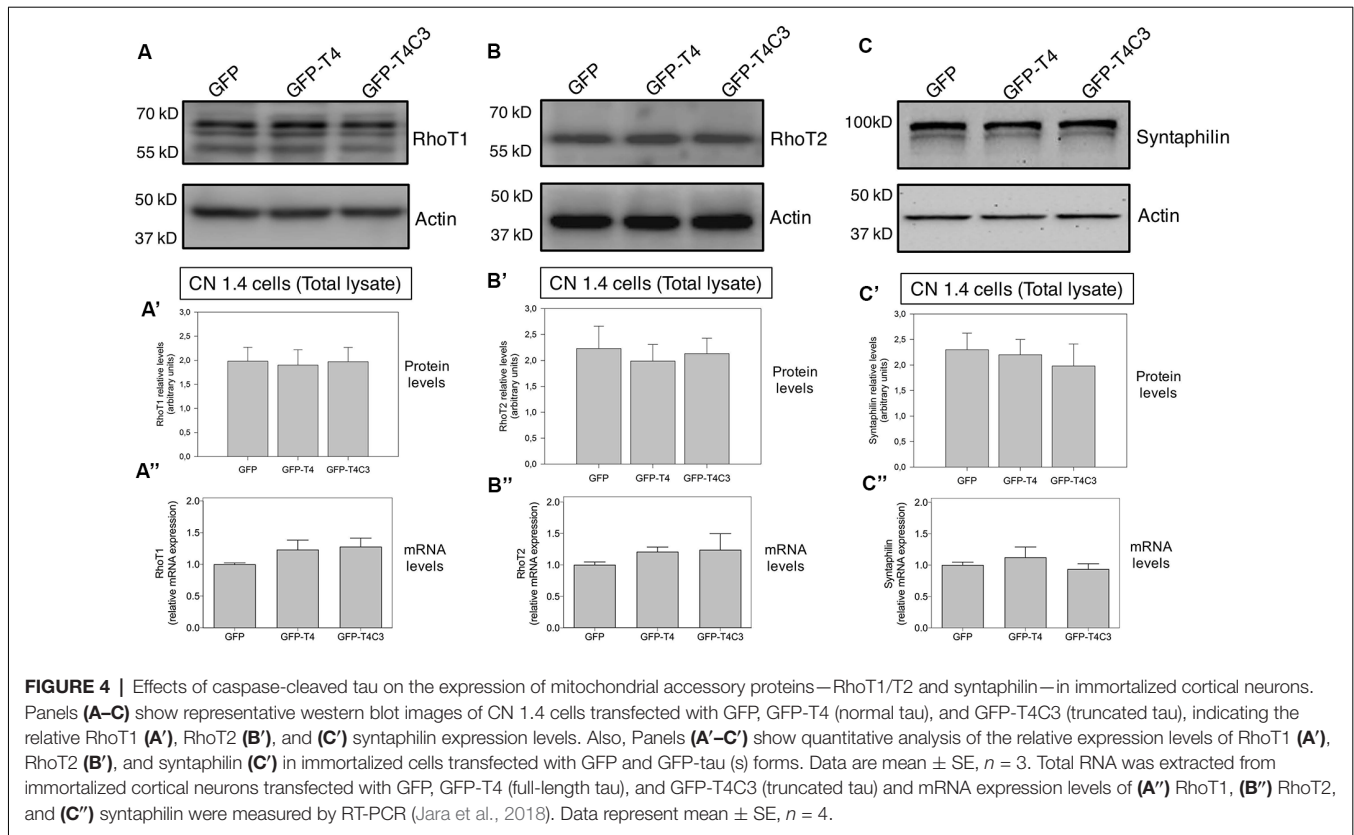 A
GFP
GFP-T4
GFP-T4C3
70 kD
55 kD
RhoT1
50 kD
37 kD
Actin
CN 1.4 cells (Total lysate)
B
GFP
GFP-T4
GFP-T4C3
70 kD
55 kD
RhoT2
50 kD
37 kD
Actin
CN 1.4 cells (Total lysate)
C
GFP
GFP-T4
GFP-T4C3
100kD
Syntaphilin
50 kD
37 kD
Actin
CN 1.4 cells (Total lysate)
A'
RhoT1 relative levels
(arbitrary units)
3,0
2,5
2,0
1,5
1,0
0,5
0,0
GFP
GFP-T4
GFP-T4C3
Protein
levels
B'
RhoT2 relative levels
(arbitrary units)
3,0
2,5
2,0
1,5
1,0
0,5
0,0
GFP
GFP-T4
GFP-T4C3
Protein
levels
C'
Syntaphilin relative levels
(arbitrary units)
3,0
2,5
2,0
1,5
1,0
0,5
0,0
GFP
GFP-T4
GFP-T4C3
Protein
levels
A''
RhoT1
(relative mRNA expression)
2.0
1.5
1.0
0.5
0.0
GFP
GFP-T4
GFP-T4C3
mRNA
levels
B''
RhoT2
(relative mRNA expression)
2.0
1.5
1.0
0.5
0.0
GFP
GFP-T4
GFP-T4C3
mRNA
levels
C''
Syntaphilin
(relative mRNA expression)
2.0
1.5
1.0
0.5
0.0
GFP
GFP-T4
GFP-T4C3
mRNA
levels
FIGURE 4 | Effects of caspase-cleaved tau on the expression of mitochondrial accessory proteins—RhoT1/T2 and syntaphilin—in immortalized cortical neurons.
Panels (A–C) show representative western blot images of CN 1.4 cells transfected with GFP, GFP-T4 (normal tau), and GFP-T4C3 (truncated tau), indicating the
relative RhoT1 (A′), RhoT2 (B′), and (C′) syntaphilin expression levels. Also, Panels (A′–C′) show quantitative analysis of the relative expression levels of RhoT1 (A′),
RhoT2 (B′), and syntaphilin (C′) in immortalized cells transfected with GFP and GFP-tau (s) forms. Data are mean ± SE, n = 3. Total RNA was extracted from
immortalized cortical neurons transfected with GFP, GFP-T4 (full-length tau), and GFP-T4C3 (truncated tau) and mRNA expression levels of (A″) RhoT1, (B″) RhoT2,
and (C″) syntaphilin were measured by RT-PCR (Jara et al., 2018). Data represent mean ± SE, n = 4.